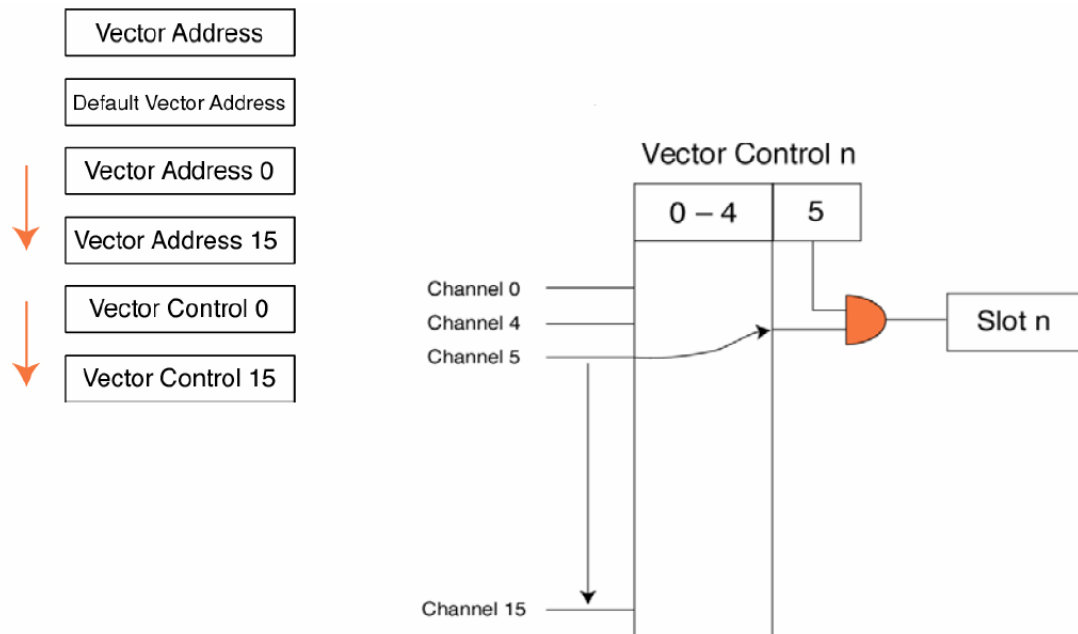 Vector Address
Default Vector Address
Vector Address 0
Vector Address 15
Vector Control 0
Vector Control 15
Vector Control n
0 – 4
5
Channel 0
Channel 4
Channel 5
Channel 15
Slot n